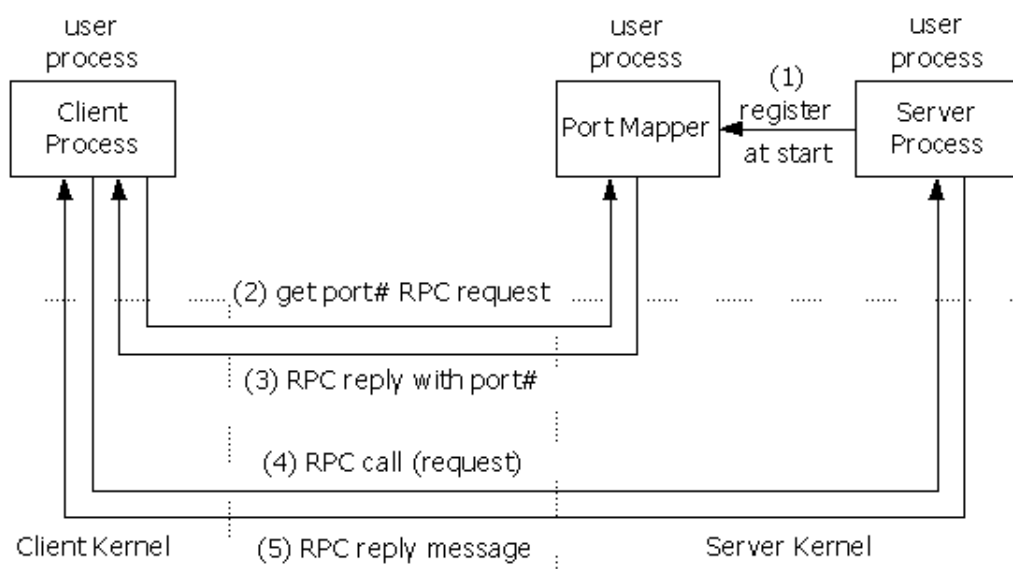 user
process
user
process
user
process
Client
Process
Port Mapper
(1)
register
at start
Server
Process
(2) get port# RPC request
(3) RPC reply with port#
(4) RPC call (request)
Client Kernel
(5) RPC reply message
Server Kernel